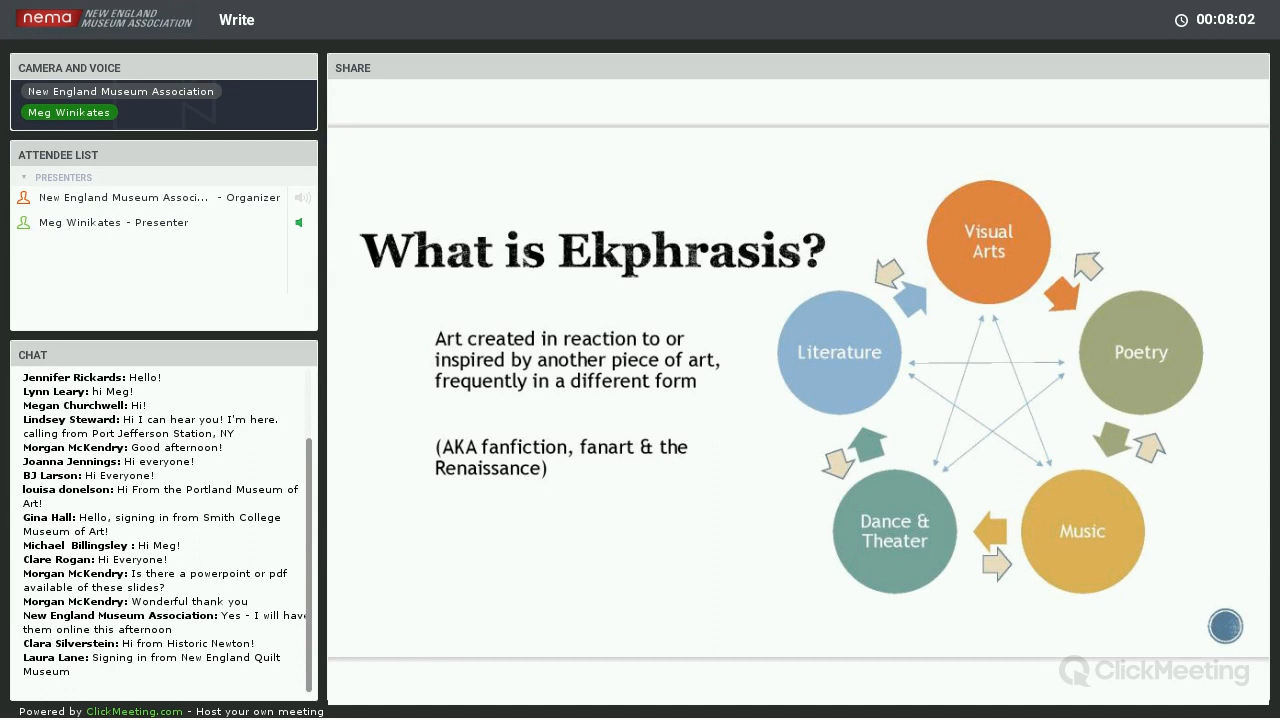 nema NEW ENGLAND
MUSEUM ASSOCIATION
Write
00:08:02
CAMERA AND VOICE
New England Museum Association
Meg Winikates
ATTENDEE LIST
PRESENTERS
New England Museum Associ... - Organizer
Meg Winikates - Presenter
CHAT
Jennifer Rickards: Hello!
Lynn Leary: hi Meg!
Megan Churchwell: Hi!
Lindsey Steward: Hi I can hear you! I'm here.
calling from Port Jefferson Station, NY
Morgan McKendry: Good afternoon!
Joanna Jennings: Hi everyone!
BJ Larson: Hi Everyone!
louisa donelson: Hi From the Portland Museum of
Art!
Gina Hall: Hello, signing in from Smith College
Museum of Art!
Michael Billingsley : Hi Meg!
Clare Rogan: Hi Everyone!
Morgan McKendry: Is there a powerpoint or pdf
available of these slides?
Morgan McKendry: Wonderful thank you
New England Museum Association: Yes - I will have
them online this afternoon
Clara Silverstein: Hi from Historic Newton!
Laura Lane: Signing in from New England Quilt
Museum
Powered by ClickMeeting.com - Host your own meeting
SHARE
What is Ekphrasis?
Art created in reaction to or
inspired by another piece of art,
frequently in a different form
(AKA fanfiction, fanart & the
Renaissance)
Visual
Arts
Literature
Poetry
Dance &
Theater
Music
ClickMeeting